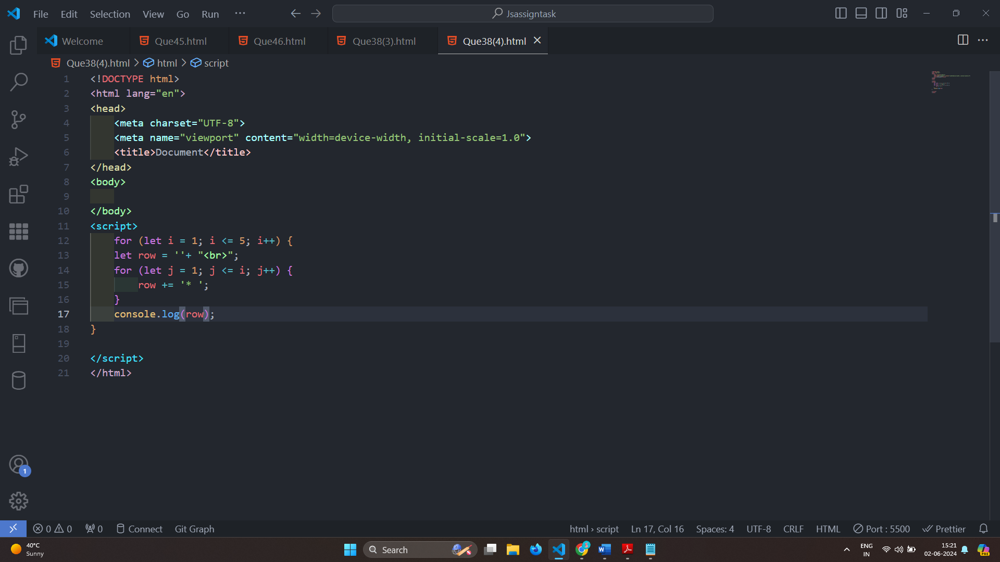 File Edit Selection View Go Run ··· Jsassigntask
Welcome Que45.html Que46.html Que38(3).html Que38(4).html
Que38(4).html > html > script
1 <!DOCTYPE html>
2 <html lang="en">
3 <head>
4 <meta charset="UTF-8">
5 <meta name="viewport" content="width=device-width, initial-scale=1.0">
6 <title>Document</title>
7 </head>
8 <body>
9
10 </body>
11 <script>
12 for (let i = 1; i <= 5; i++) {
13 let row = ''+ "<br>";
14 for (let j = 1; j <= i; j++) {
15 row += '* ';
16 }
17 console.log(row);
18 }
19
20 </script>
21 </html>
1
0 0 0 Connect Git Graph html › script Ln 17, Col 16 Spaces: 4 UTF-8 CRLF HTML Port : 5500 Prettier
40°C
Sunny
Search
ENG
IN
15:21
02-06-2024
PRE